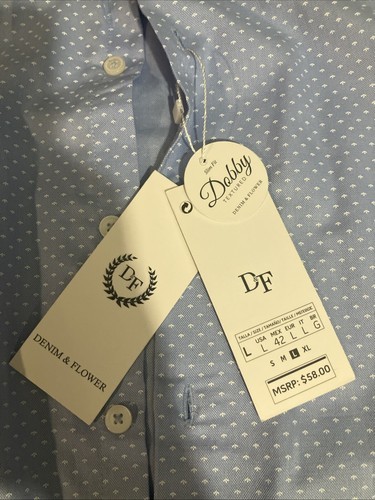 Slim Fit
Dobby
TEXTURED
DENIM & FLOWER
DF
DENIM & FLOWER
DF
TALLA / SIZE / TAMAÑO / TAILLE / MISURA
USA MEX EUR IT BR
L L 42 L L G
S M L XL
MSRP: $58.00